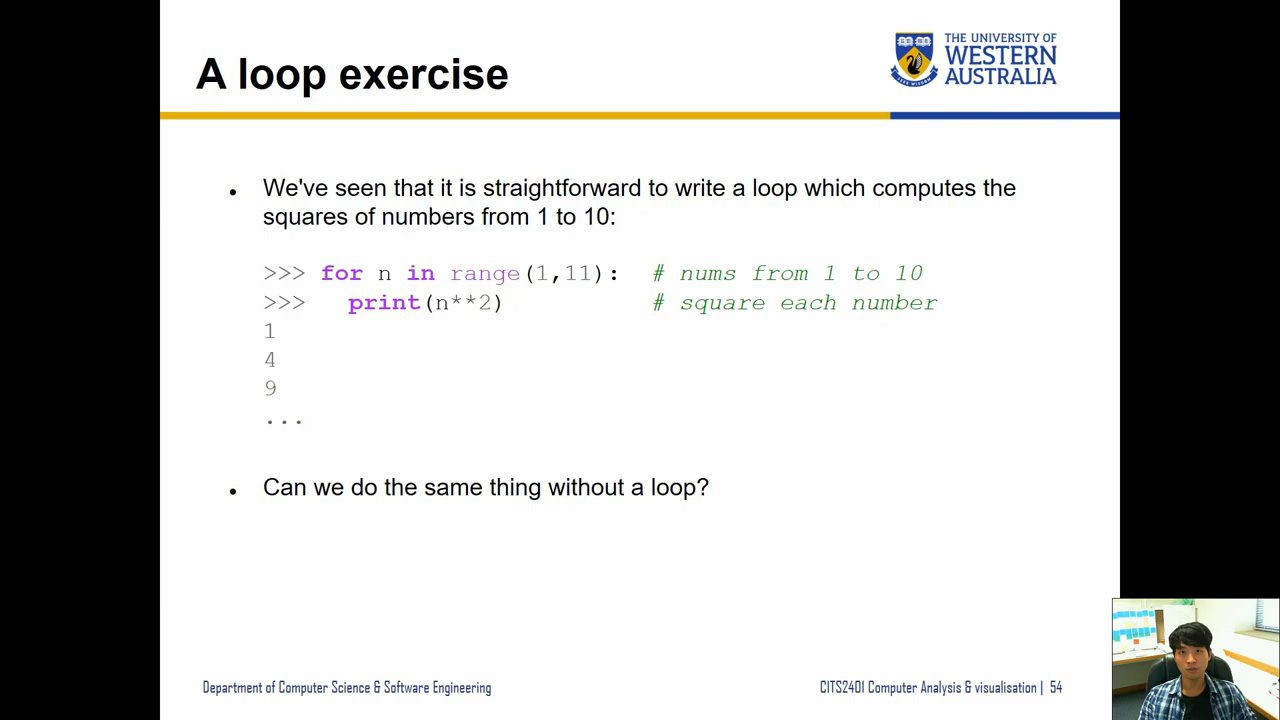 A loop exercise
THE UNIVERSITY OF
WESTERN
AUSTRALIA
• We've seen that it is straightforward to write a loop which computes the
squares of numbers from 1 to 10:
>>> for n in range(1,11): # nums from 1 to 10
>>> print(n**2) # square each number
1
4
9
...
• Can we do the same thing without a loop?
Department of Computer Science & Software Engineering
CITS2401 Computer Analysis & visualisation | 54